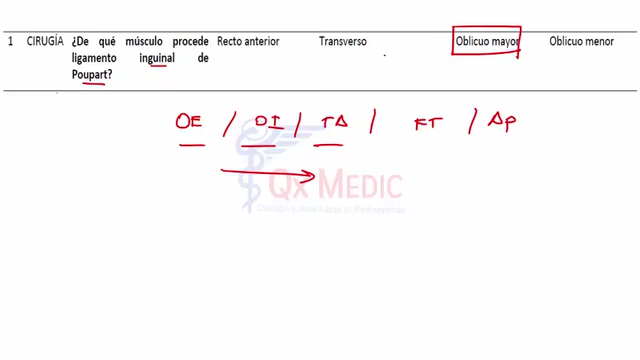 1 CIRUGÍA ¿De qué músculo procede ligamento inguinal de Poupart? Recto anterior Transverso Oblicuo mayor Oblicuo menor
OE / OI / TA / FT / Ap
Qx MEDIC